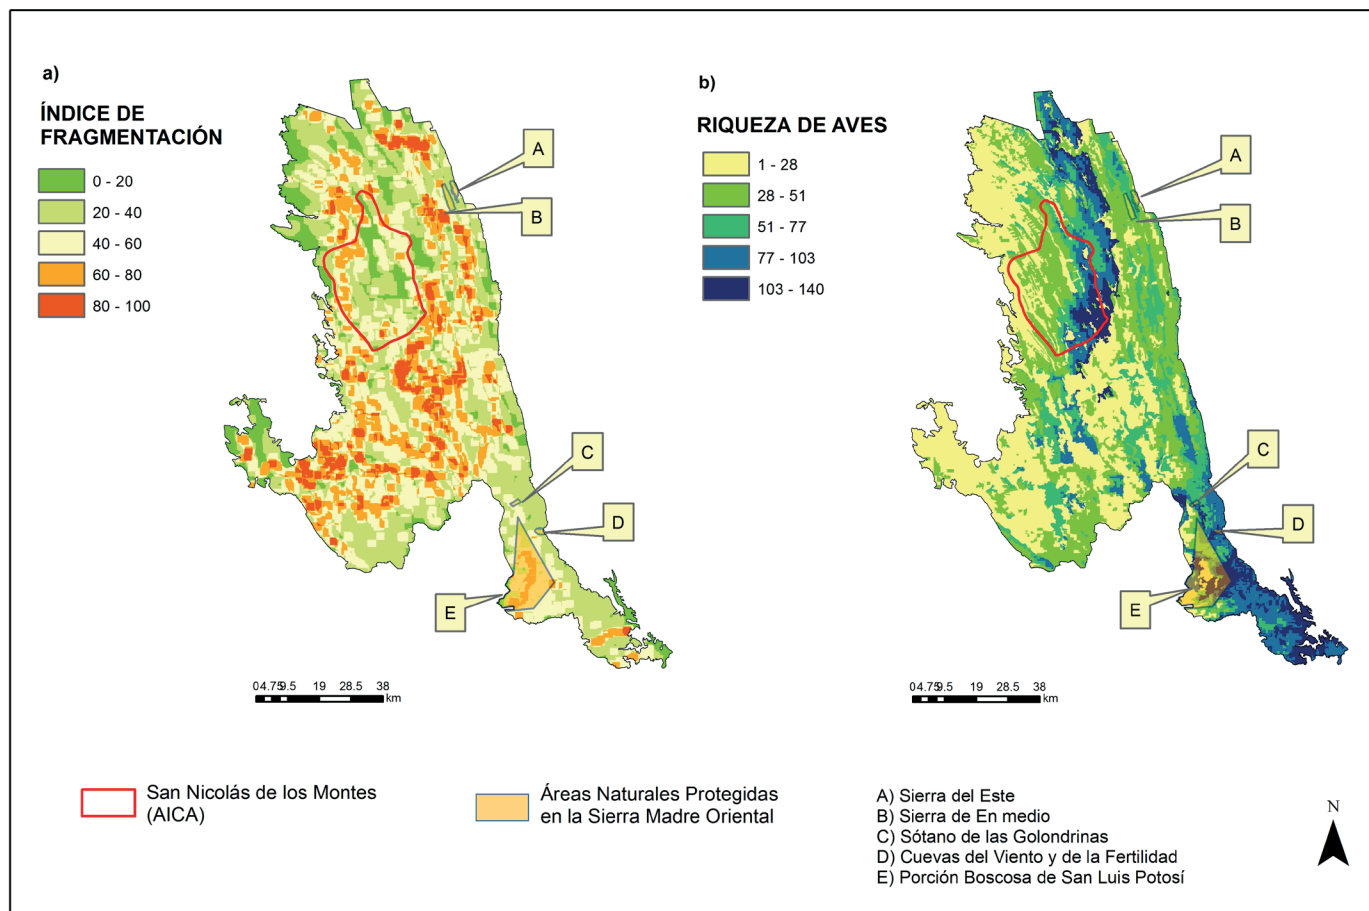 a)
ÍNDICE DE
FRAGMENTACIÓN
0 - 20
20 - 40
40 - 60
60 - 80
80 - 100
A
B
C
D
E
0 4.75 9.5 19 28.5 38
km
b)
RIQUEZA DE AVES
1 - 28
28 - 51
51 - 77
77 - 103
103 - 140
A
B
C
D
E
0 4.75 9.5 19 28.5 38
km
San Nicolás de los Montes
(AICA)
Áreas Naturales Protegidas
en la Sierra Madre Oriental
A) Sierra del Este
B) Sierra de En medio
C) Sótano de las Golondrinas
D) Cuevas del Viento y de la Fertilidad
E) Porción Boscosa de San Luis Potosí
N